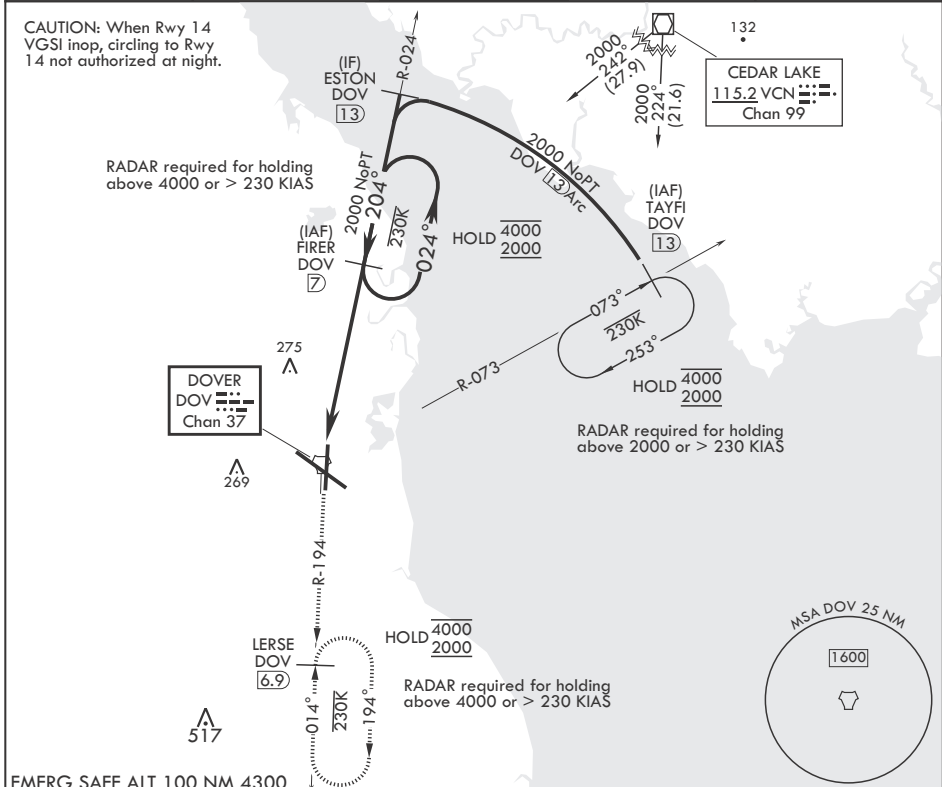 CAUTION: When Rwy 14
VGSI inop, circling to Rwy
14 not authorized at night.
(IF)
ESTON
DOV
13
R-024
2000
242°
(27.9)
2000
224°
(21.6)
132
CEDAR LAKE
115.2 VCN
Chan 99
RADAR required for holding
above 4000 or > 230 KIAS
2000 NoPT
204°
230K
024°
2000 NoPT
DOV 13 Arc
(IAF)
TAYFI
DOV
13
(IAF)
FIRER
DOV
7
HOLD 4000
2000
073°
230K
253°
R-073
HOLD 4000
2000
RADAR required for holding
above 2000 or > 230 KIAS
275
DOVER
DOV
Chan 37
269
R-194
LERSE
DOV
6.9
HOLD 4000
2000
RADAR required for holding
above 4000 or > 230 KIAS
014°
230K
194°
517
MSA DOV 25 NM
1600
EMERG SAFE ALT 100 NM 4300